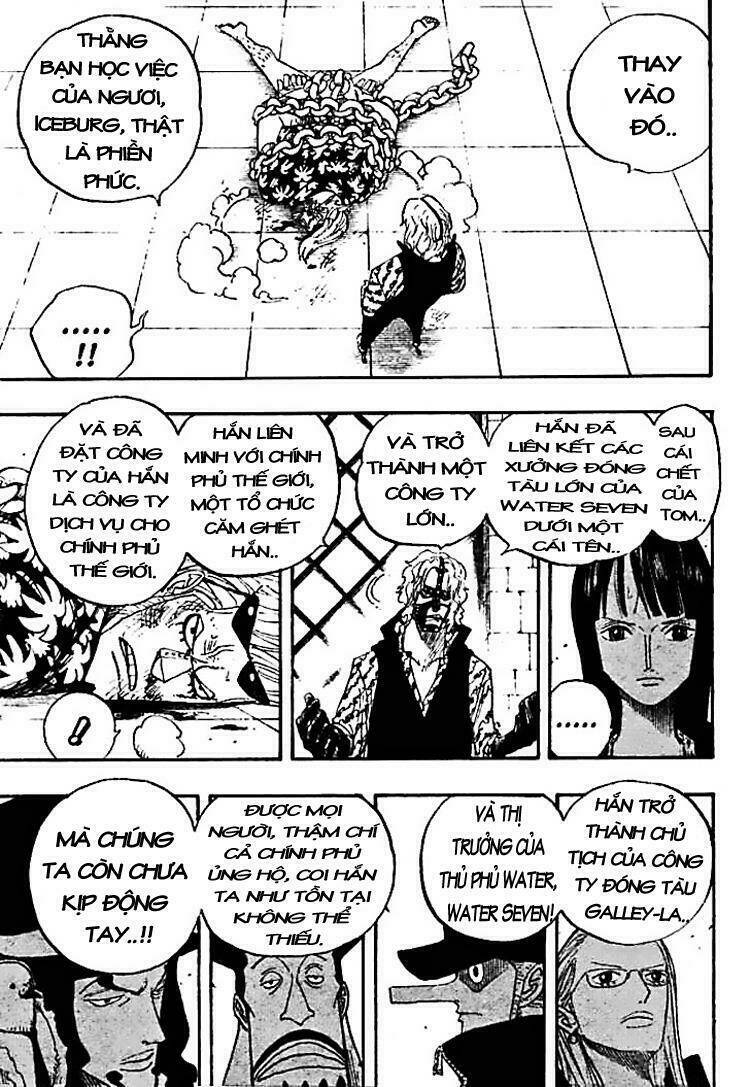 THAY
VÀO
ĐÓ..
THẰNG
BẠN HỌC VIỆC
CỦA NGƯƠI,
ICEBURG, THẬT
LÀ PHIỀN
PHỨC.
.....
!!
SAU
CÁI
CHẾT
CỦA
TOM..
HẮN ĐÃ
LIÊN KẾT CÁC
XƯỞNG ĐÓNG
TÀU LỚN CỦA
WATER SEVEN
DƯỚI MỘT
CÁI TÊN..
.....
VÀ TRỞ
THÀNH MỘT
CÔNG TY
LỚN..
HẮN LIÊN
MINH VỚI CHÍNH
PHỦ THẾ GIỚI,
MỘT TỔ CHỨC
CĂM GHÉT
HẮN..
VÀ ĐÃ
ĐẶT CÔNG
TY CỦA HẮN
LÀ CÔNG TY
DỊCH VỤ CHO
CHÍNH PHỦ
THẾ GIỚI.
!
HẮN TRỞ
THÀNH CHỦ
TỊCH CỦA CÔNG
TY ĐÓNG TÀU
GALLEY-LA..
VÀ THỊ
TRƯỞNG CỦA
THỦ PHỦ WATER,
WATER SEVEN!
ĐƯỢC MỌI
NGƯỜI, THẬM CHÍ
CẢ CHÍNH PHỦ
ỦNG HỘ, COI HẮN
TA NHƯ TỒN TẠI
KHÔNG THỂ
THIẾU.
MÀ CHÚNG
TA CÒN CHƯA
KỊP ĐỘNG
TAY..!!